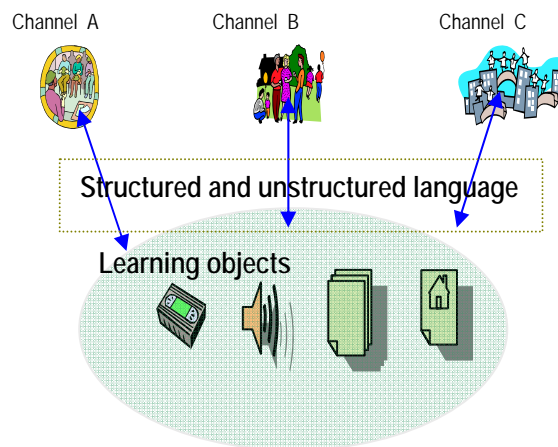 Channel A
Channel B
Channel C
Structured and unstructured language
Learning objects